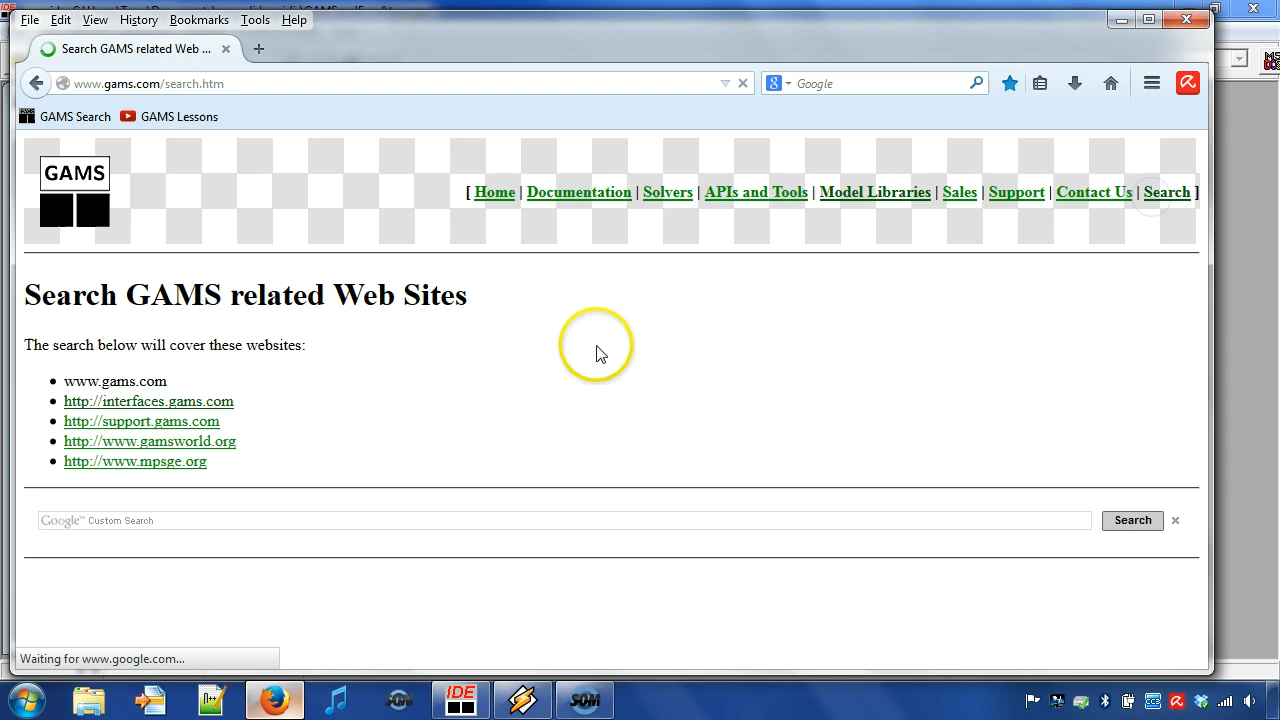 File Edit View History Bookmarks Tools Help
Search GAMS related Web ...
www.gams.com/search.htm
Google
GAMS Search GAMS Lessons
GAMS
[ Home | Documentation | Solvers | APIs and Tools | Model Libraries | Sales | Support | Contact Us | Search ]
Search GAMS related Web Sites
The search below will cover these websites:
www.gams.com
http://interfaces.gams.com
http://support.gams.com
http://www.gamsworld.org
http://www.mpsge.org
Google™ Custom Search
Search
Waiting for www.google.com...
IDE
SOM